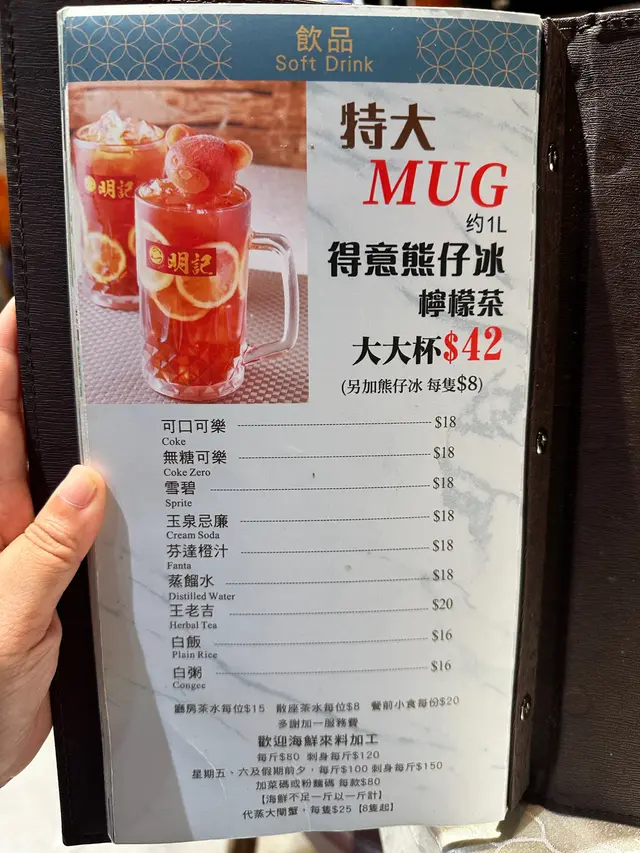 飲品
Soft Drink
特大
MUG
约1L
得意熊仔冰
檸檬茶
大大杯$42
(另加熊仔冰 每隻$8)
明記
明記
可口可樂 $18
Coke
無糖可樂 $18
Coke Zero
雪碧 $18
Sprite
玉泉忌廉 $18
Cream Soda
芬達橙汁 $18
Fanta
蒸餾水 $18
Distilled Water
王老吉 $20
Herbal Tea
白飯 $16
Plain Rice
白粥 $16
Congee
廳房茶水每位$15 散座茶水每位$8 餐前小食每份$20
多謝加一服務費
歡迎海鮮來料加工
每斤$80 刺身每斤$120
星期五、六及假期前夕，每斤$100 刺身每斤$150
加菜碼或粉麵碼 每款$80
【海鮮不足一斤以一斤計】
代蒸大閘蟹，每隻$25【8隻起】